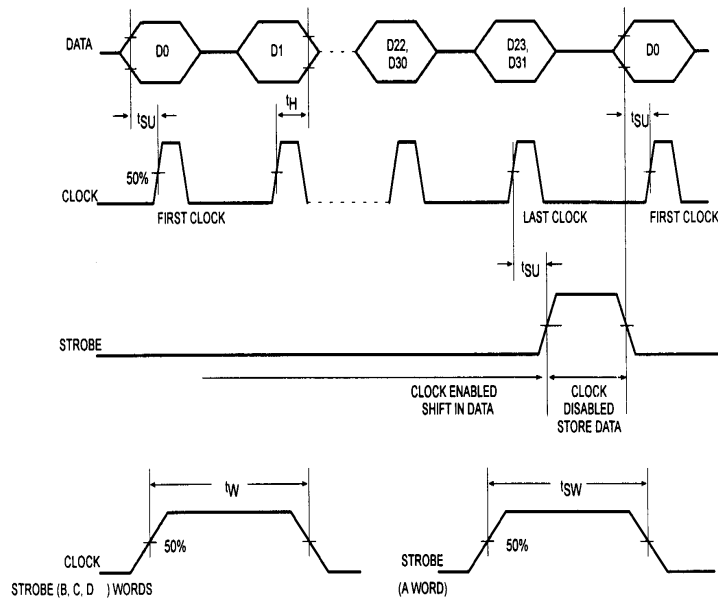 DATA D0 D1 D22, D30 D23, D31 D0
tSU tH tSU
50%
CLOCK
FIRST CLOCK LAST CLOCK FIRST CLOCK
tSU
STROBE
CLOCK ENABLED
SHIFT IN DATA
CLOCK
DISABLED
STORE DATA
tW tSW
50% 50%
CLOCK STROBE
STROBE (B, C, D ) WORDS (A WORD)